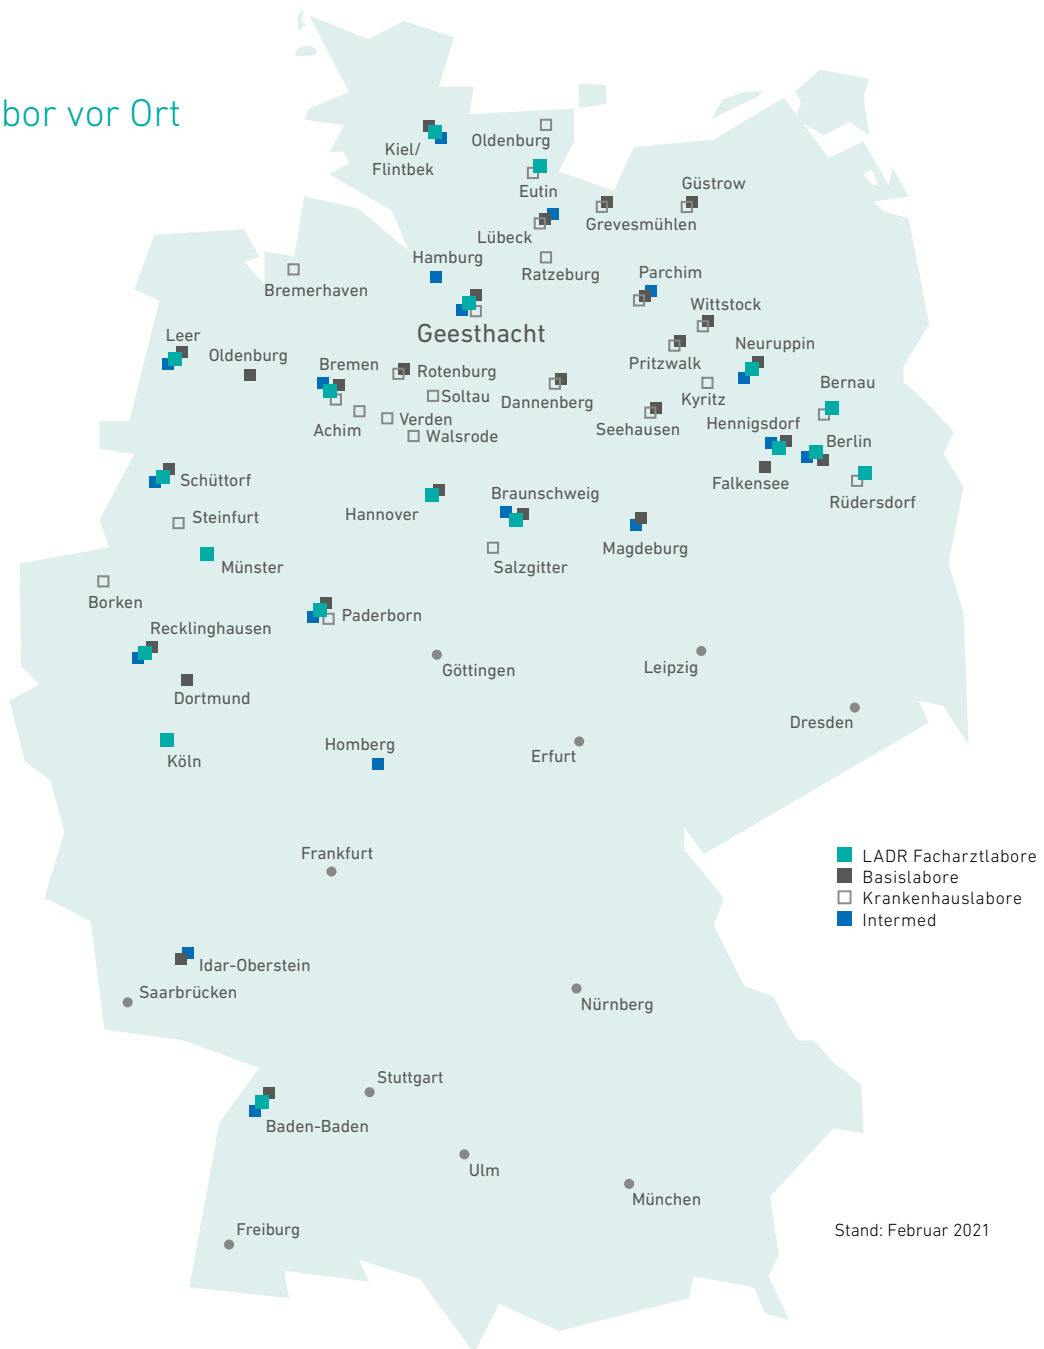 bor vor Ort
Kiel/
Flintbek
Oldenburg
Eutin
Güstrow
Grevesmühlen
Lübeck
Hamburg
Ratzeburg
Parchim
Bremerhaven
Wittstock
Geesthacht
Leer
Oldenburg
Bremen
Rotenburg
Pritzwalk
Neuruppin
Soltau
Dannenberg
Kyritz
Bernau
Achim
Verden
Walsrode
Seehausen
Hennigsdorf
Berlin
Schüttorf
Falkensee
Rüdersdorf
Hannover
Braunschweig
Steinfurt
Magdeburg
Münster
Salzgitter
Borken
Paderborn
Recklinghausen
Göttingen
Leipzig
Dortmund
Dresden
Köln
Homberg
Erfurt
Frankfurt
LADR Facharztlabore
Basislabore
Krankenhauslabore
Intermed
Idar-Oberstein
Saarbrücken
Nürnberg
Stuttgart
Baden-Baden
Ulm
München
Freiburg
Stand: Februar 2021